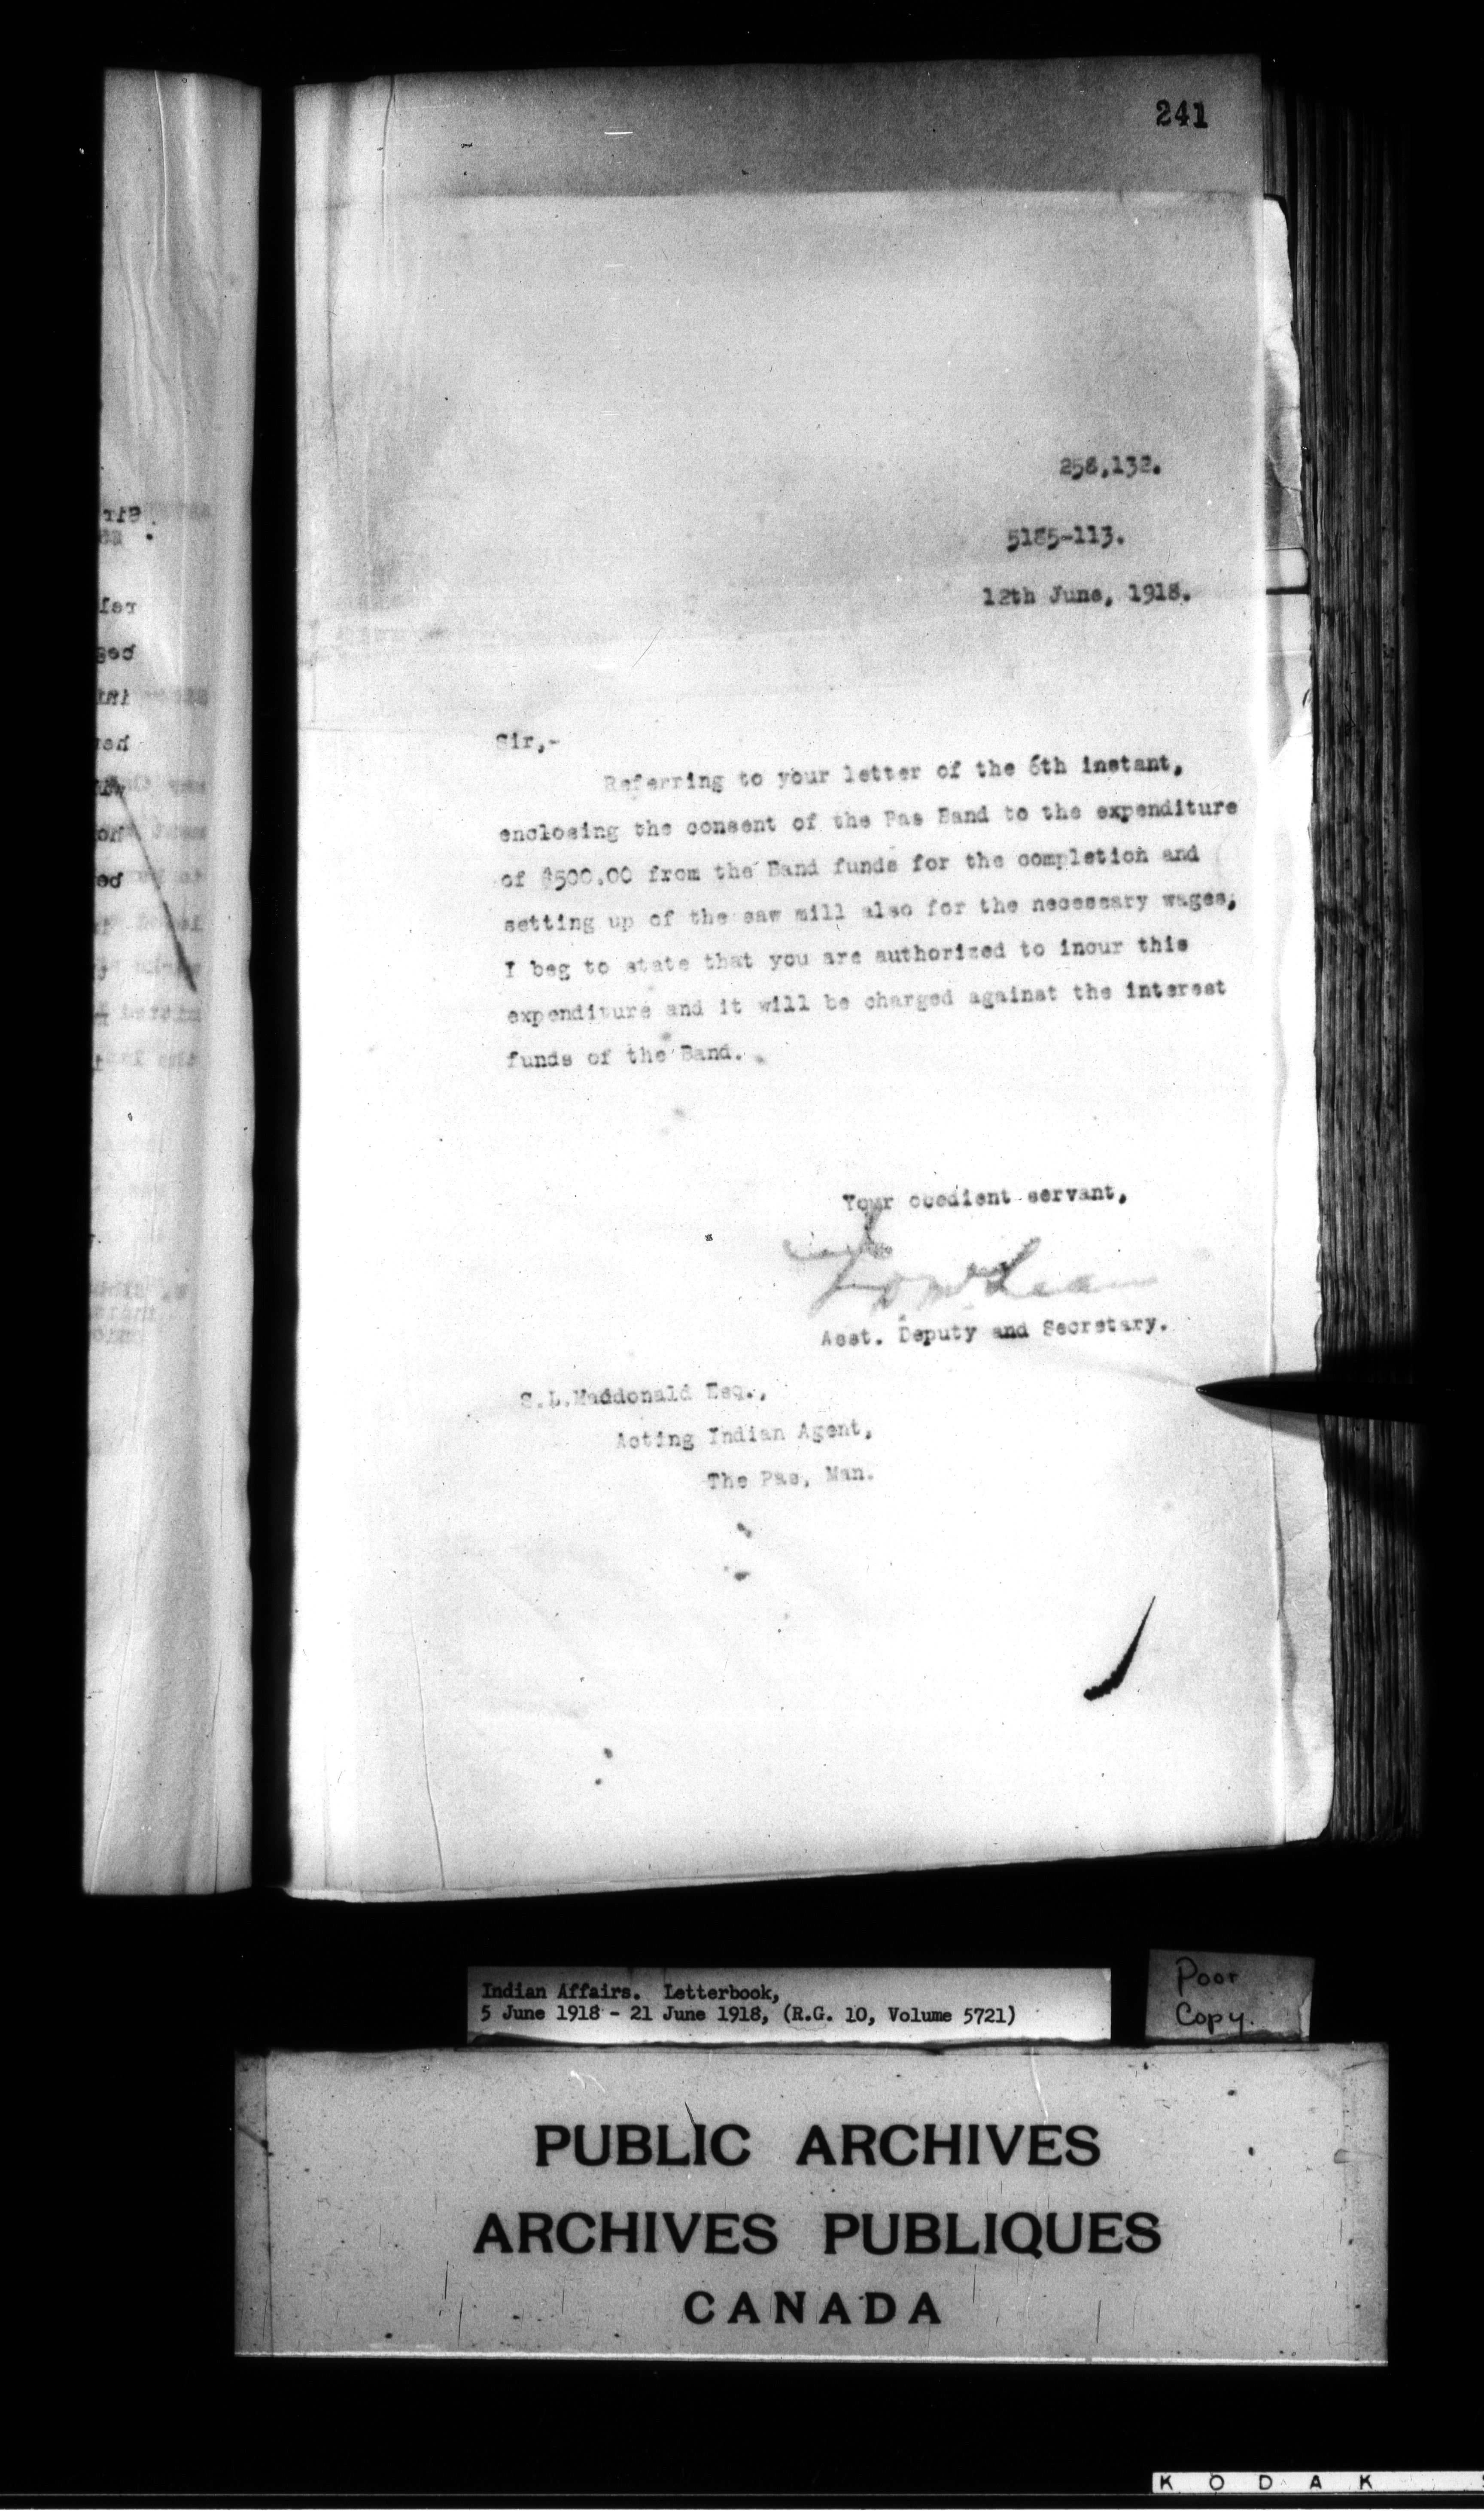 241
258,132.
5185-113.
12th June, 1918.
Sir,-
Referring to your letter of the 6th instant,
enclosing the consent of the Pas Band to the expenditure
of $500.00 from the Band funds for the completion and
setting up of the saw mill also for the necessary wages,
I beg to state that you are authorized to incur this
expenditure and it will be charged against the interest
funds of the Band.
Your obedient servant,
J D McLean
Asst. Deputy and Secretary.
S.L.Macdonald Esq.,
Acting Indian Agent,
The Pas, Man.
Indian Affairs. Letterbook,
5 June 1918 - 21 June 1918, (R.G. 10, Volume 5721)
Poor
Copy.
PUBLIC ARCHIVES
ARCHIVES PUBLIQUES
CANADA
KODAK